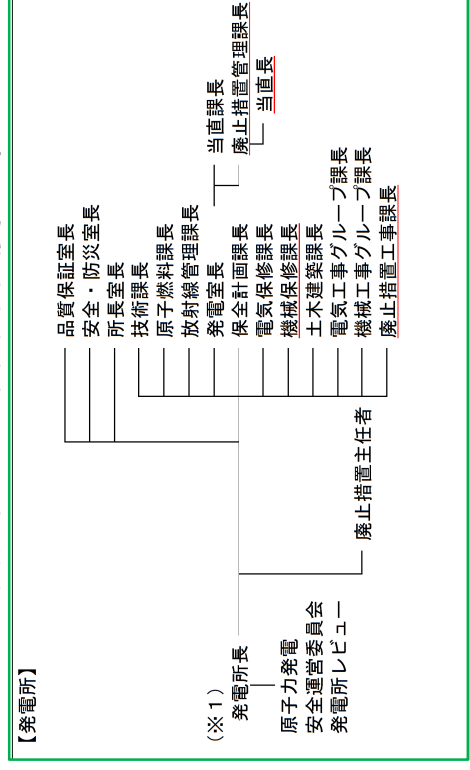 【発電所】
(※1)
発電所長
原子力発電
安全運営委員会
発電所レビュー
廃止措置主任者
品質保証室長
安全・防災室長
所長室長
技術課長
原子燃料課長
放射線管理課長
発電室長
保全計画課長
電気保修課長
機械保修課長
土木建築課長
電気工事グループ課長
機械工事グループ課長
廃止措置工事課長
当直課長
廃止措置管理課長
当直長